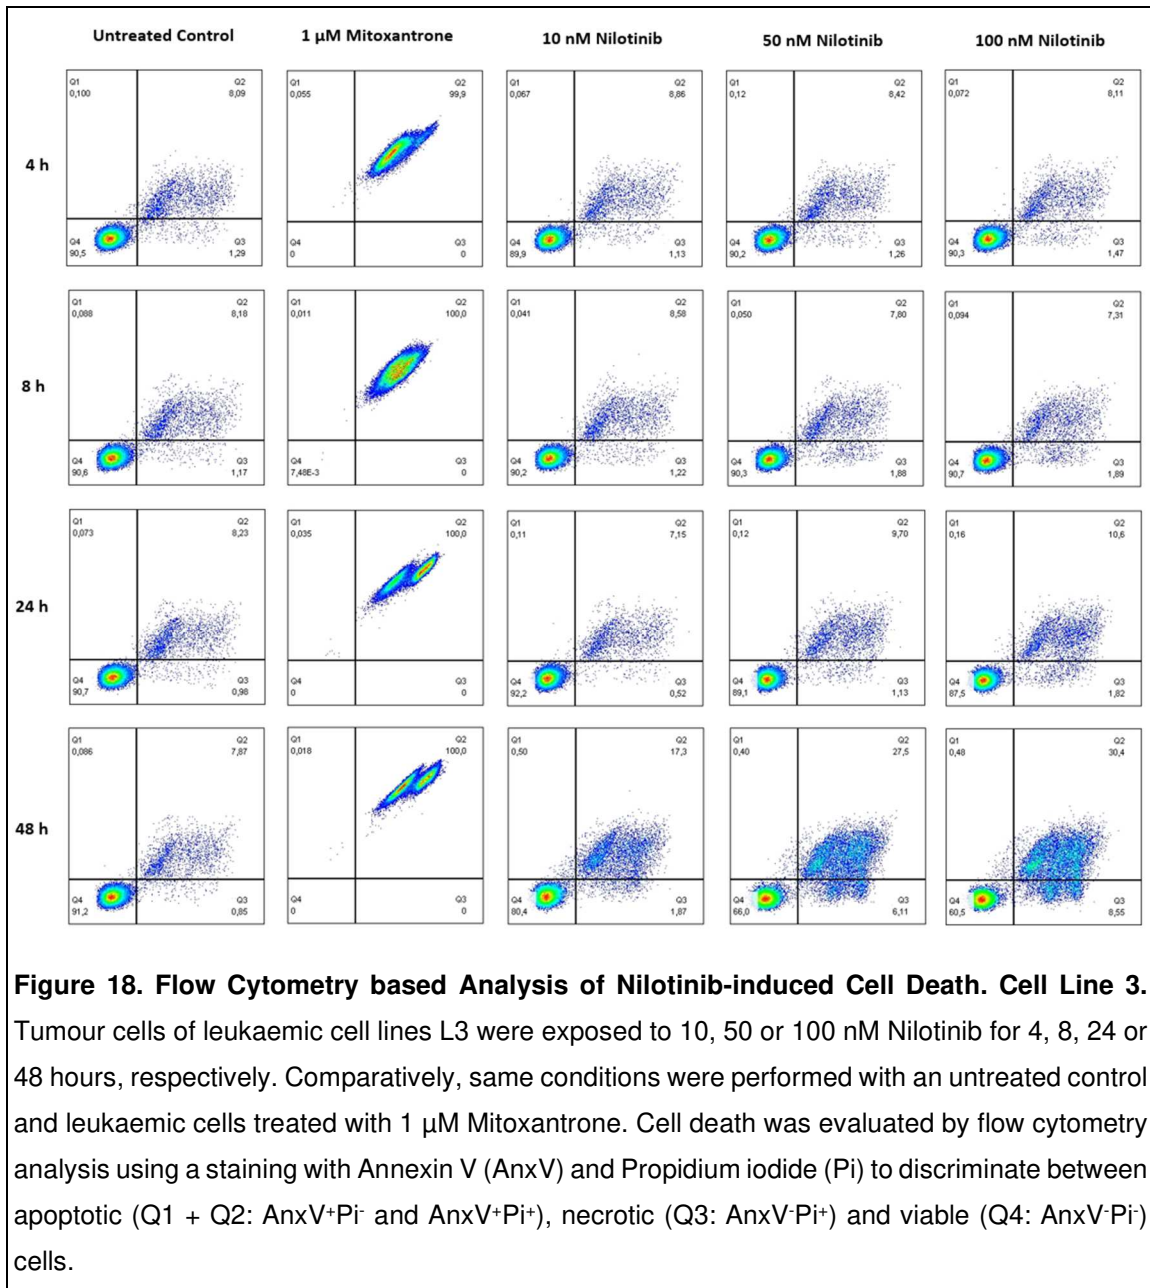 Untreated Control 1 µM Mitoxantrone 10 nM Nilotinib 50 nM Nilotinib 100 nM Nilotinib
4 h
Q1 Q2 Q1 Q2 Q1 Q2 Q1 Q2 Q1 Q2
0,100 8,09 0,055 99,9 0,067 8,86 0,12 8,42 0,072 8,11
Q4 Q3 Q4 Q3 Q4 Q3 Q4 Q3 Q4 Q3
90,5 1,29 0 0 89,9 1,13 90,2 1,26 90,3 1,47
8 h
Q1 Q2 Q1 Q2 Q1 Q2 Q1 Q2 Q1 Q2
0,088 8,18 0,011 100,0 0,041 8,58 0,050 7,80 0,094 7,31
Q4 Q3 Q4 Q3 Q4 Q3 Q4 Q3 Q4 Q3
90,6 1,17 7,48E-3 0 90,2 1,22 90,3 1,88 90,7 1,89
24 h
Q1 Q2 Q1 Q2 Q1 Q2 Q1 Q2 Q1 Q2
0,073 8,23 0,035 100,0 0,11 7,15 0,12 9,70 0,16 10,6
Q4 Q3 Q4 Q3 Q4 Q3 Q4 Q3 Q4 Q3
90,7 0,98 0 0 92,2 0,52 89,1 1,13 87,5 1,82
48 h
Q1 Q2 Q1 Q2 Q1 Q2 Q1 Q2 Q1 Q2
0,086 7,87 0,018 100,0 0,50 17,3 0,40 27,5 0,48 30,4
Q4 Q3 Q4 Q3 Q4 Q3 Q4 Q3 Q4 Q3
91,2 0,85 0 0 80,4 1,87 66,0 6,11 60,5 8,55
Figure 18. Flow Cytometry based Analysis of Nilotinib-induced Cell Death. Cell Line 3.
Tumour cells of leukaemic cell lines L3 were exposed to 10, 50 or 100 nM Nilotinib for 4, 8, 24 or
48 hours, respectively. Comparatively, same conditions were performed with an untreated control
and leukaemic cells treated with 1 µM Mitoxantrone. Cell death was evaluated by flow cytometry
analysis using a staining with Annexin V (AnxV) and Propidium iodide (Pi) to discriminate between
apoptotic (Q1 + Q2: AnxV⁺Pi⁻ and AnxV⁺Pi⁺), necrotic (Q3: AnxV⁻Pi⁺) and viable (Q4: AnxV⁻Pi⁻)
cells.